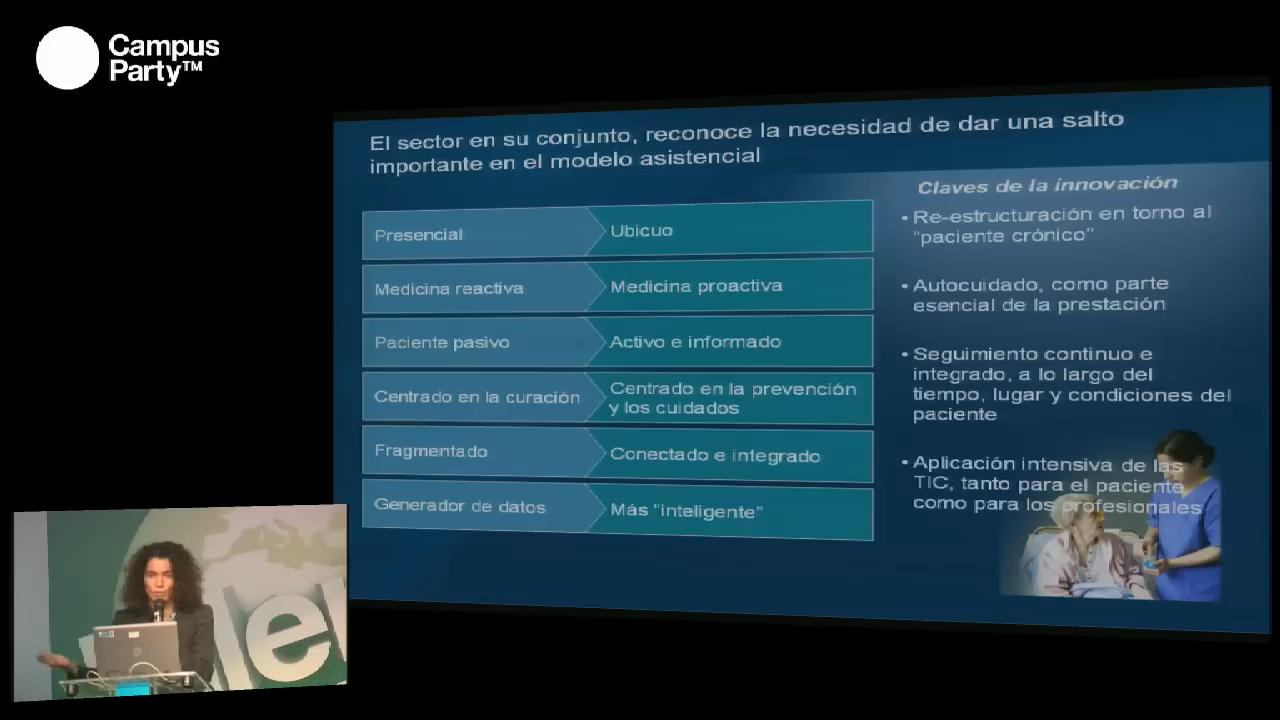 Campus
Party™
El sector en su conjunto, reconoce la necesidad de dar una salto
importante en el modelo asistencial
Presencial
Ubicuo
Medicina reactiva
Medicina proactiva
Paciente pasivo
Activo e informado
Centrado en la curación
Centrado en la prevención
y los cuidados
Fragmentado
Conectado e integrado
Generador de datos
Más "inteligente"
Claves de la innovación
• Re-estructuración en torno al
"paciente crónico"
• Autocuidado, como parte
esencial de la prestación
• Seguimiento continuo e
integrado, a lo largo del
tiempo, lugar y condiciones del
paciente
• Aplicación intensiva de las
TIC, tanto para el paciente
como para los profesionales